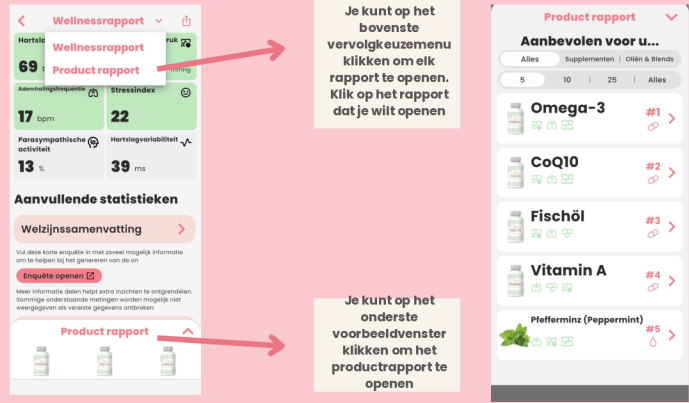 Wellnessrapport
Wellnessrapport
Product rapport
69
mmHg
Ademhalingsfrequentie
17 bpm
Stressindex
22
Parasympathische
activiteit
13 %
Hartslagvariabiliteit
39 ms
Aanvullende statistieken
Welzijnssamenvatting
Vul deze korte enquête in met zoveel mogelijk informatie
om te helpen bij het genereren van de on
Enquête openen
Meer informatie delen helpt extra inzichten te ontgrendelen.
Sommige onderstaande metingen worden mogelijk niet
weergegeven als vereiste gegevens ontbreken.
Product rapport
Je kunt op het
bovenste
vervolgkeuzemenu
klikken om elk
rapport te openen.
Klik op het rapport
dat je wilt openen
Je kunt op het
onderste
voorbeeldvenster
klikken om het
productrapport te
openen
Product rapport
Aanbevolen voor u...
Alles Supplementen Oliën & Blends
5 10 25 Alles
Omega-3
#1
CoQ10
#2
Fischöl
#3
Vitamin A
#4
Pfefferminz (Peppermint)
#5